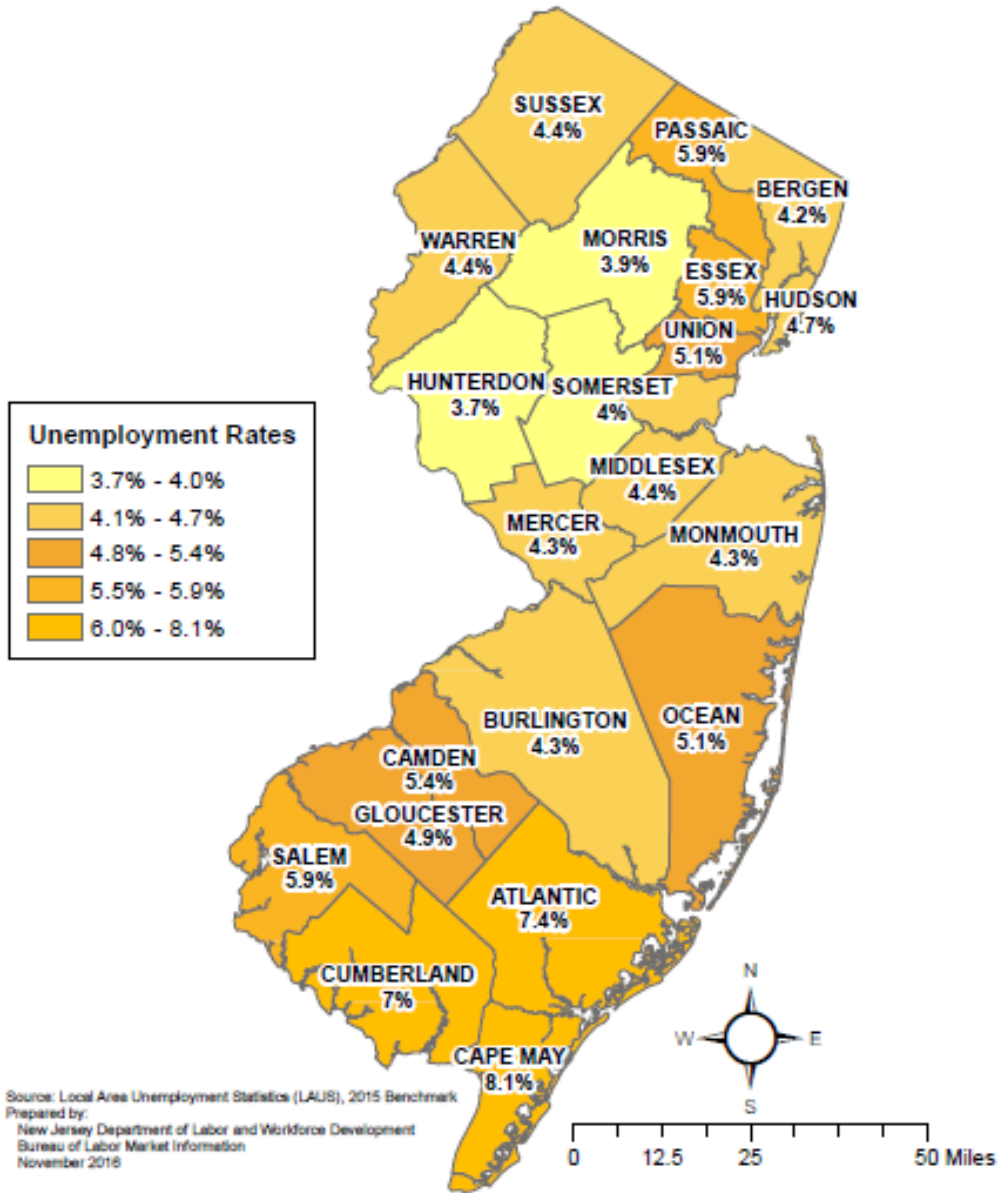 SUSSEX
4.4%
PASSAIC
5.9%
BERGEN
4.2%
WARREN
4.4%
MORRIS
3.9%
ESSEX
5.9%
HUDSON
4.7%
UNION
5.1%
HUNTERDON
3.7%
SOMERSET
4%
Unemployment Rates
3.7% - 4.0%
4.1% - 4.7%
4.8% - 5.4%
5.5% - 5.9%
6.0% - 8.1%
MIDDLESEX
4.4%
MERCER
4.3%
MONMOUTH
4.3%
BURLINGTON
4.3%
OCEAN
5.1%
CAMDEN
5.4%
GLOUCESTER
4.9%
SALEM
5.9%
ATLANTIC
7.4%
CUMBERLAND
7%
CAPE MAY
8.1%
N
W
E
S
Source: Local Area Unemployment Statistics (LAUS), 2015 Benchmark
Prepared by:
New Jersey Department of Labor and Workforce Development
Bureau of Labor Market Information
November 2016
0 12.5 25 50 Miles